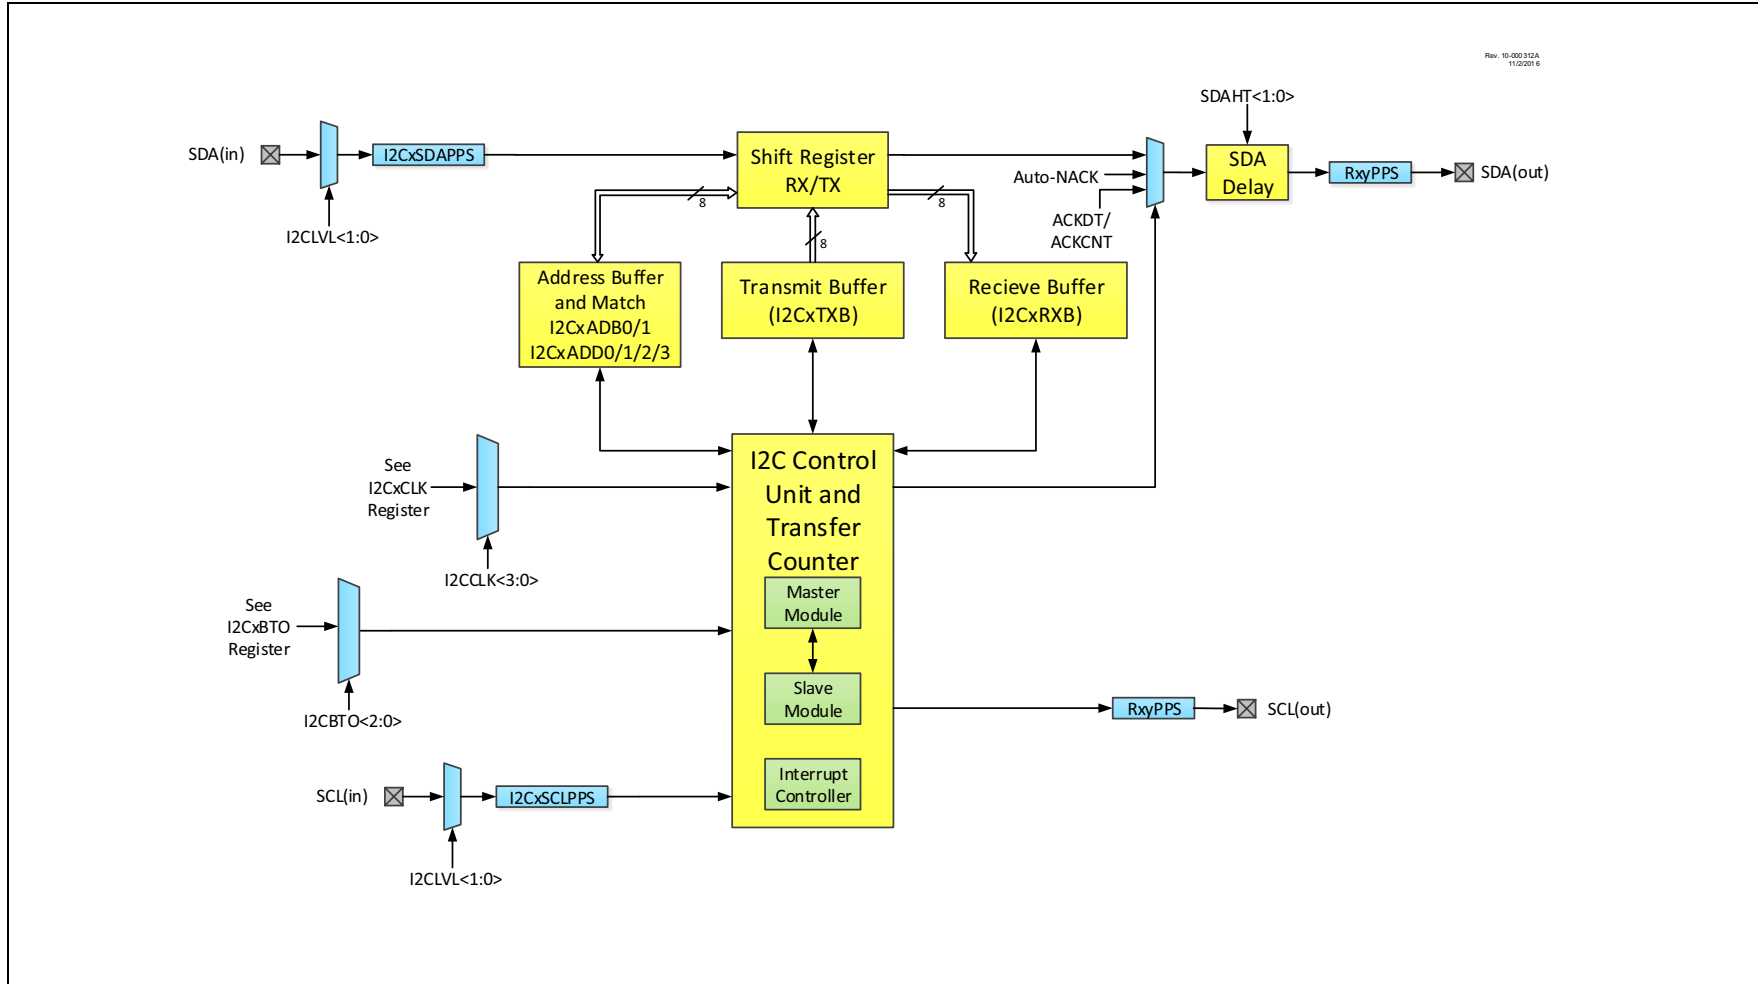 Rev. 10-000312A
11/2/2016
SDAHT<1:0>
SDA(in)
I2CxSDAPPS
Shift Register
RX/TX
Auto-NACK
ACKDT/
ACKCNT
SDA
Delay
RxyPPS
SDA(out)
I2CLVL<1:0>
8
8
8
Address Buffer
and Match
I2CxADB0/1
I2CxADD0/1/2/3
Transmit Buffer
(I2CxTXB)
Recieve Buffer
(I2CxRXB)
See
I2CxCLK
Register
I2CCLK<3:0>
I2C Control
Unit and
Transfer
Counter
Master
Module
Slave
Module
Interrupt
Controller
See
I2CxBTO
Register
I2CBTO<2:0>
RxyPPS
SCL(out)
SCL(in)
I2CxSCLPPS
I2CLVL<1:0>